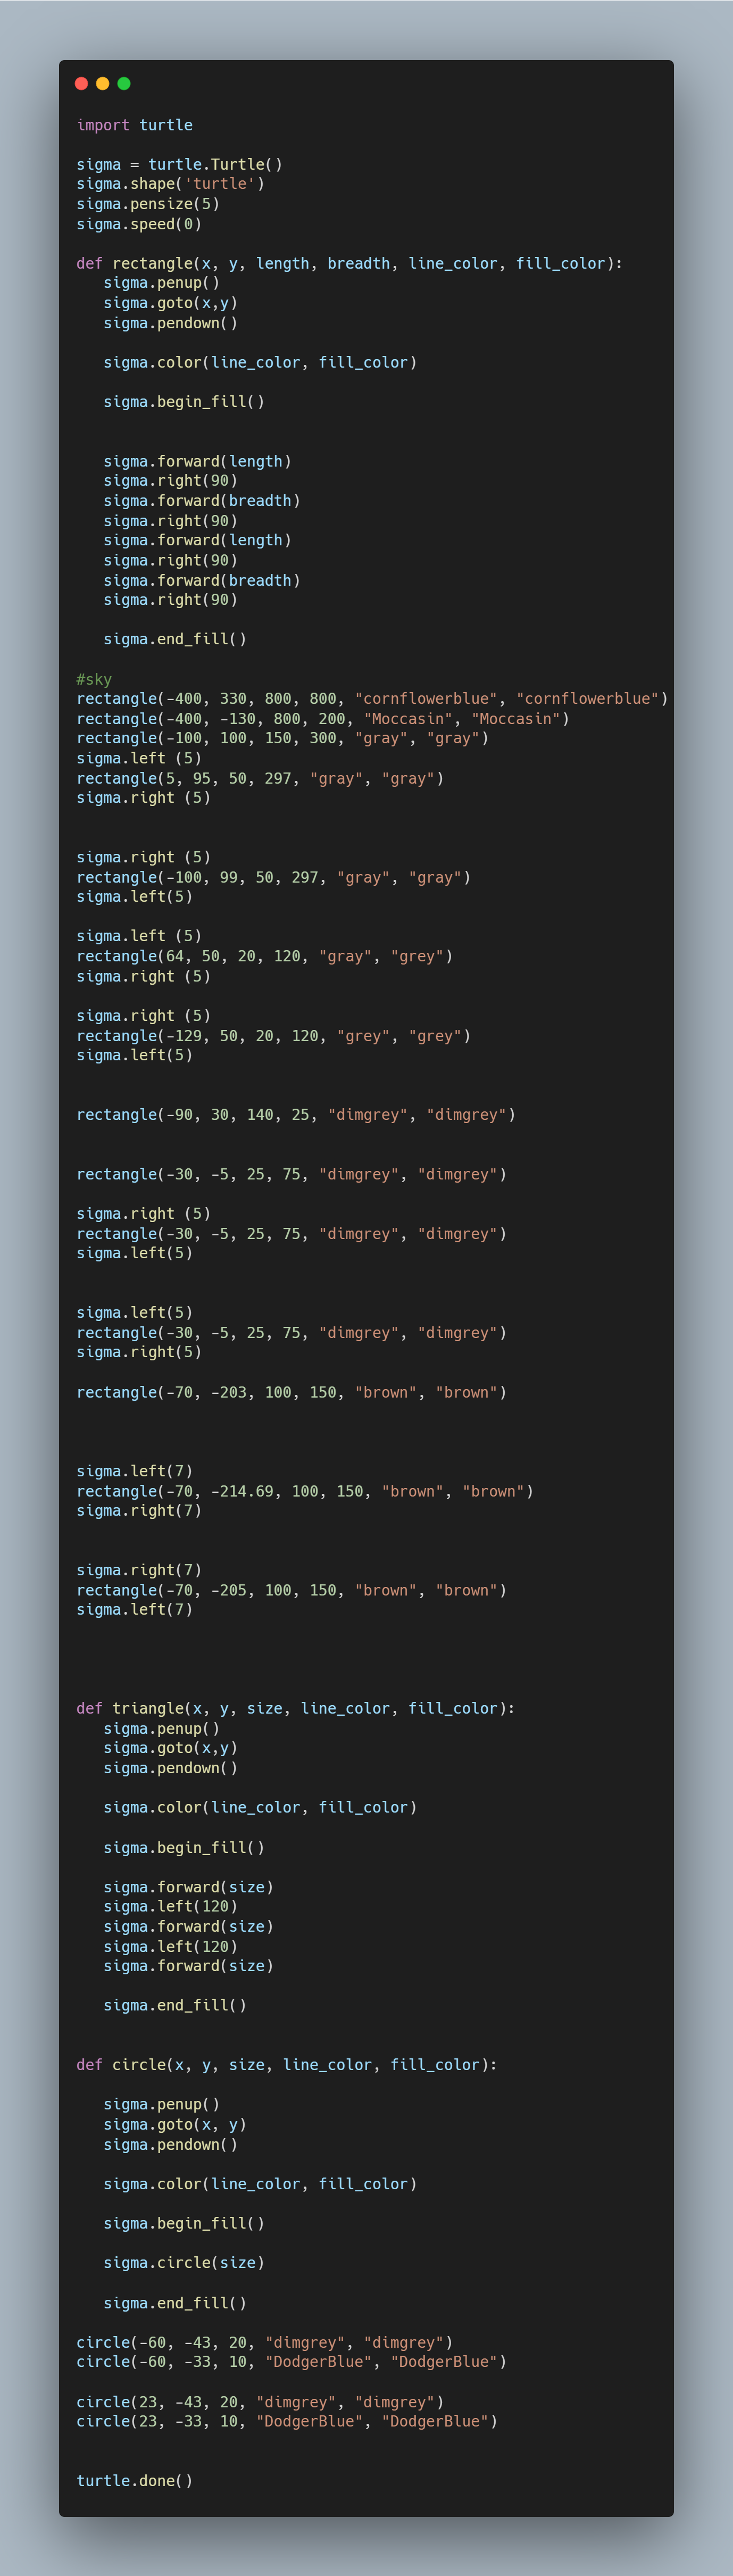 import turtle

sigma = turtle.Turtle()
sigma.shape('turtle')
sigma.pensize(5)
sigma.speed(0)

def rectangle(x, y, length, breadth, line_color, fill_color):
   sigma.penup()
   sigma.goto(x,y)
   sigma.pendown()

   sigma.color(line_color, fill_color)

   sigma.begin_fill()


   sigma.forward(length)
   sigma.right(90)
   sigma.forward(breadth)
   sigma.right(90)
   sigma.forward(length)
   sigma.right(90)
   sigma.forward(breadth)
   sigma.right(90)

   sigma.end_fill()

#sky
rectangle(-400, 330, 800, 800, "cornflowerblue", "cornflowerblue")
rectangle(-400, -130, 800, 200, "Moccasin", "Moccasin")
rectangle(-100, 100, 150, 300, "gray", "gray")
sigma.left (5)
rectangle(5, 95, 50, 297, "gray", "gray")
sigma.right (5)


sigma.right (5)
rectangle(-100, 99, 50, 297, "gray", "gray")
sigma.left(5)

sigma.left (5)
rectangle(64, 50, 20, 120, "gray", "grey")
sigma.right (5)

sigma.right (5)
rectangle(-129, 50, 20, 120, "grey", "grey")
sigma.left(5)


rectangle(-90, 30, 140, 25, "dimgrey", "dimgrey")


rectangle(-30, -5, 25, 75, "dimgrey", "dimgrey")

sigma.right (5)
rectangle(-30, -5, 25, 75, "dimgrey", "dimgrey")
sigma.left(5)


sigma.left(5)
rectangle(-30, -5, 25, 75, "dimgrey", "dimgrey")
sigma.right(5)

rectangle(-70, -203, 100, 150, "brown", "brown")



sigma.left(7)
rectangle(-70, -214.69, 100, 150, "brown", "brown")
sigma.right(7)


sigma.right(7)
rectangle(-70, -205, 100, 150, "brown", "brown")
sigma.left(7)




def triangle(x, y, size, line_color, fill_color):
   sigma.penup()
   sigma.goto(x,y)
   sigma.pendown()

   sigma.color(line_color, fill_color)

   sigma.begin_fill()

   sigma.forward(size)
   sigma.left(120)
   sigma.forward(size)
   sigma.left(120)
   sigma.forward(size)

   sigma.end_fill()


def circle(x, y, size, line_color, fill_color):

   sigma.penup()
   sigma.goto(x, y)
   sigma.pendown()

   sigma.color(line_color, fill_color)

   sigma.begin_fill()

   sigma.circle(size)

   sigma.end_fill()

circle(-60, -43, 20, "dimgrey", "dimgrey")
circle(-60, -33, 10, "DodgerBlue", "DodgerBlue")

circle(23, -43, 20, "dimgrey", "dimgrey")
circle(23, -33, 10, "DodgerBlue", "DodgerBlue")


turtle.done()